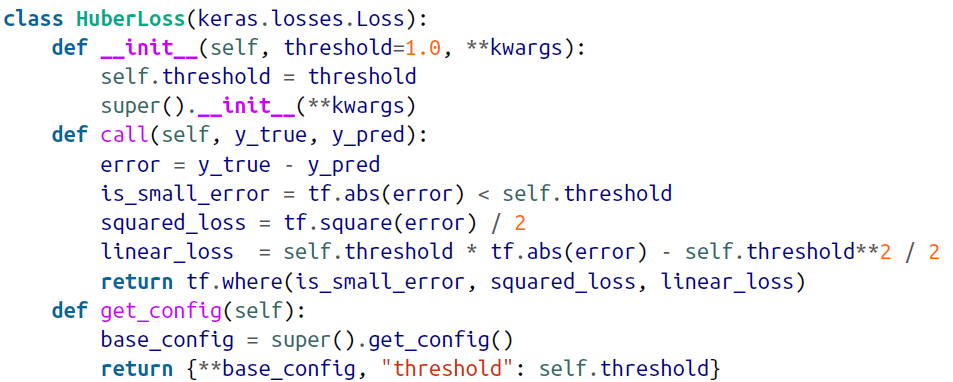 class HuberLoss(keras.losses.Loss):
    def __init__(self, threshold=1.0, **kwargs):
        self.threshold = threshold
        super().__init__(**kwargs)
    def call(self, y_true, y_pred):
        error = y_true - y_pred
        is_small_error = tf.abs(error) < self.threshold
        squared_loss = tf.square(error) / 2
        linear_loss  = self.threshold * tf.abs(error) - self.threshold**2 / 2
        return tf.where(is_small_error, squared_loss, linear_loss)
    def get_config(self):
        base_config = super().get_config()
        return {**base_config, "threshold": self.threshold}